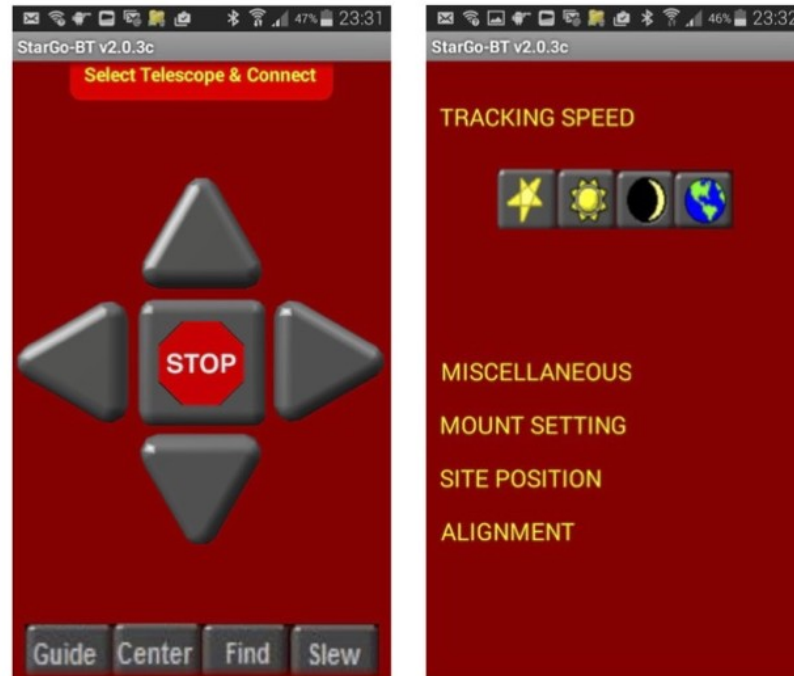 47% 23:31
StarGo-BT v2.0.3c
Select Telescope & Connect
STOP
Guide Center Find Slew
46% 23:32
StarGo-BT v2.0.3c
TRACKING SPEED
MISCELLANEOUS
MOUNT SETTING
SITE POSITION
ALIGNMENT